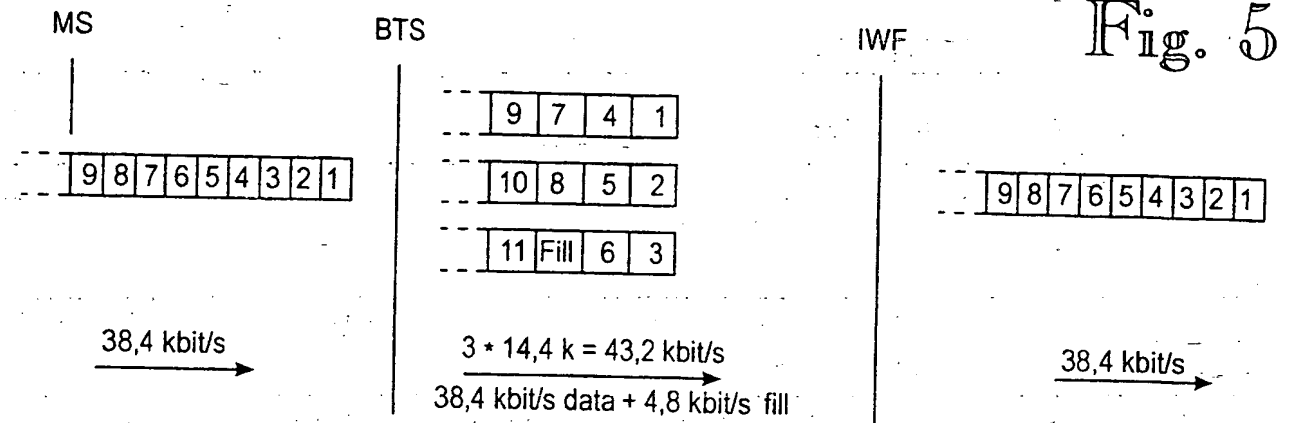 Fig. 5
MS
BTS
IWF
9 7 4 1
9 8 7 6 5 4 3 2 1
10 8 5 2
9 8 7 6 5 4 3 2 1
11 Fill 6 3
38,4 kbit/s
3 * 14,4 k = 43,2 kbit/s
38,4 kbit/s data + 4,8 kbit/s fill
38,4 kbit/s